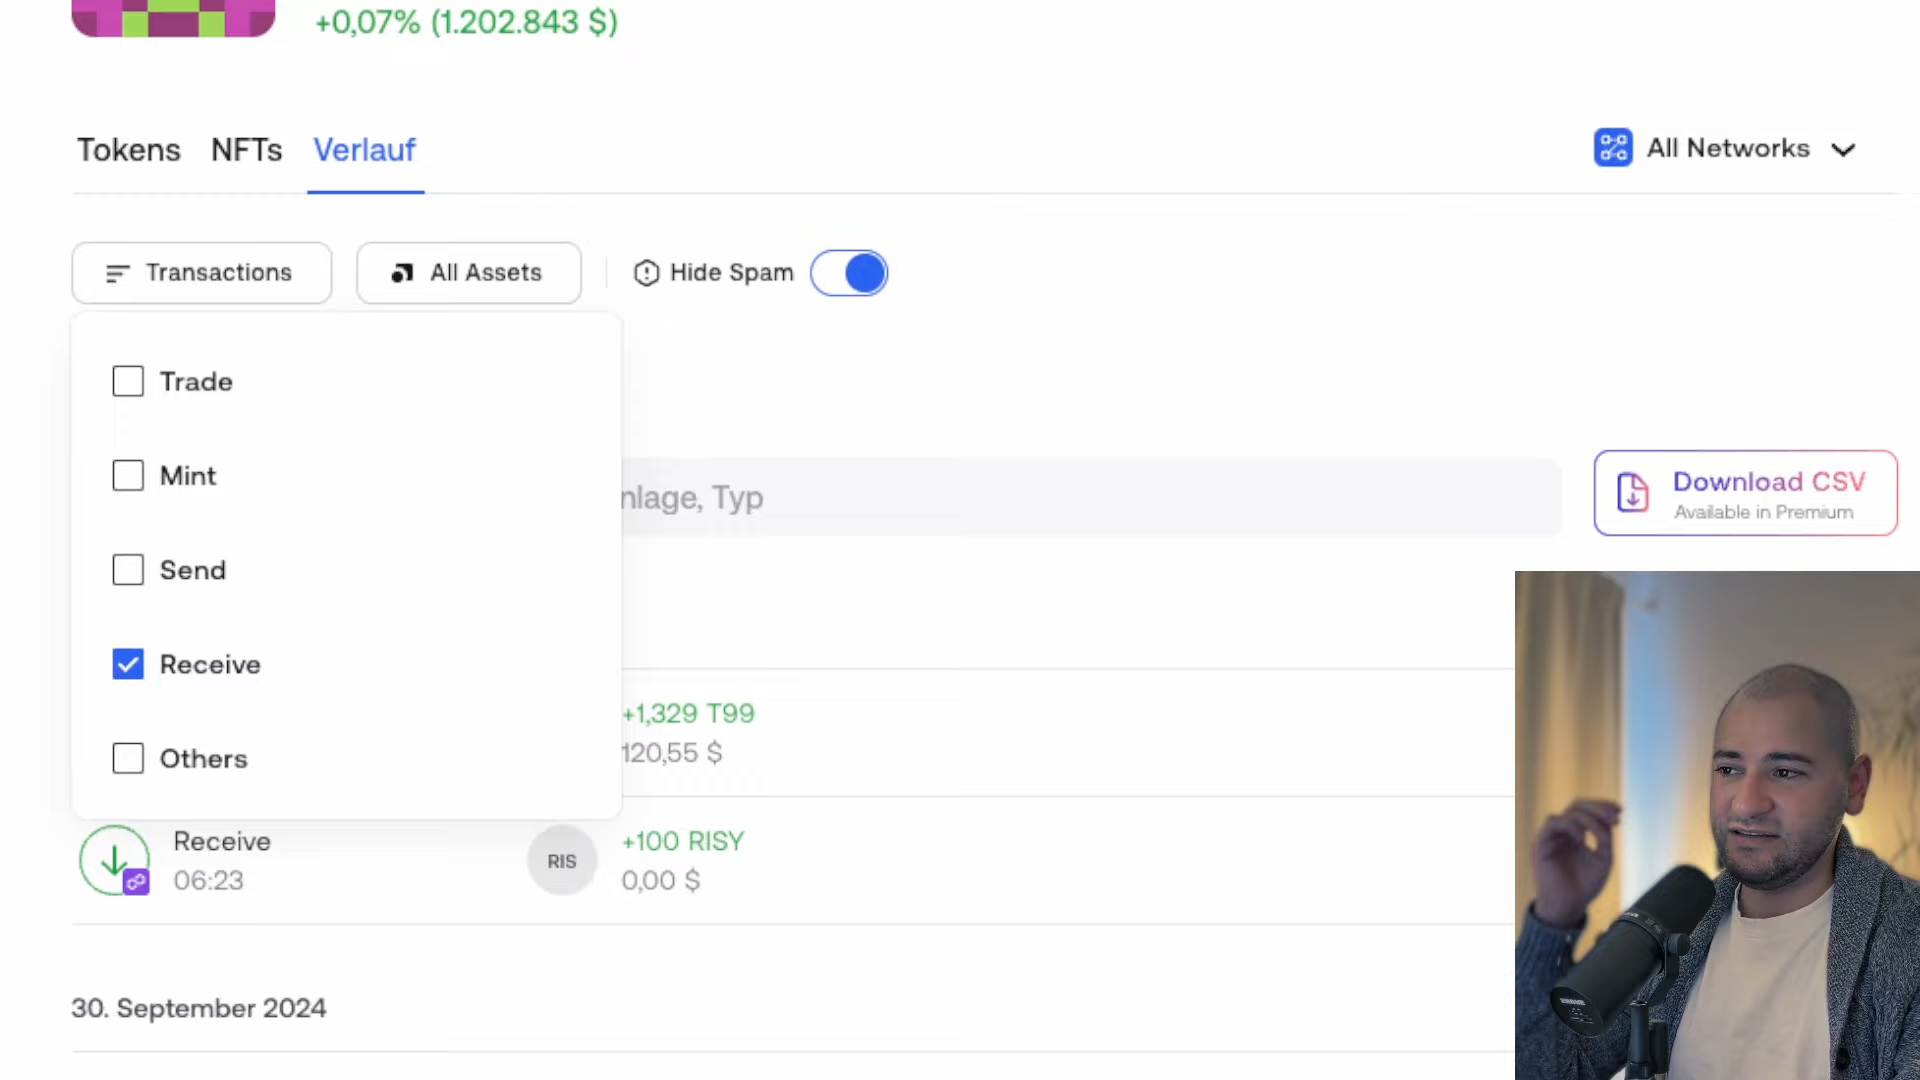 +0,07% (1.202.843 $)
Tokens NFTs Verlauf
All Networks
Transactions
All Assets
Hide Spam
Trade
Mint
Send
Receive
Others
nlage, Typ
Download CSV
Available in Premium
+1,329 T99
120,55 $
Receive
06:23
RIS
+100 RISY
0,00 $
30. September 2024